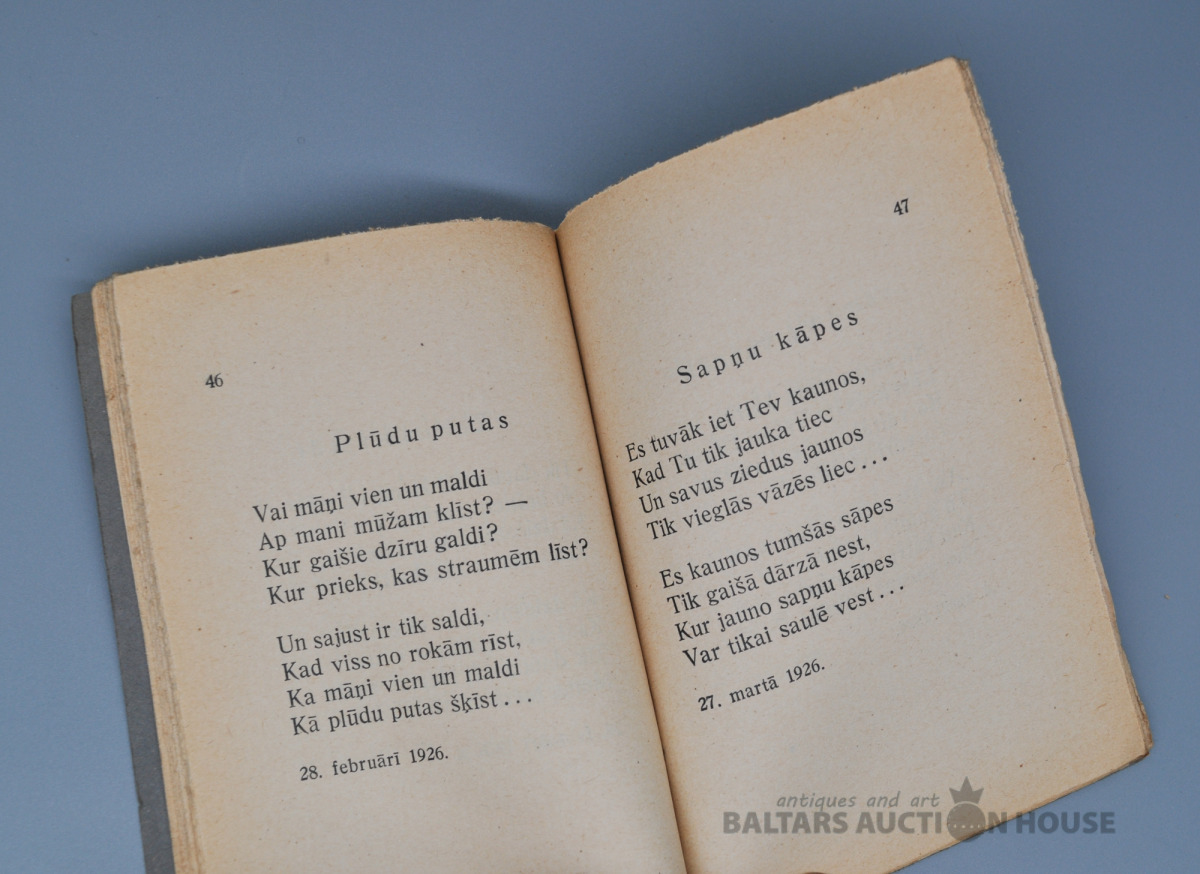 46
Plūdu putas
Vai māņi vien un maldi
Ap mani mūžam klīst? —
Kur gaišie dzīru galdi?
Kur prieks, kas straumēm līst?
Un sajust ir tik saldi,
Kad viss no rokām rīst,
Ka māņi vien un maldi
Kā plūdu putas šķīst...
28. februārī 1926.
47
Sapņu kāpes
Es tuvāk iet Tev kaunos,
Kad Tu tik jauka tiec
Un savus ziedus jaunos
Tik vieglās vāzēs liec...
Es kaunos tumšās sāpes
Tik gaišā dārzā nest,
Kur jauno sapņu kāpes
Var tikai saulē vest...
27. martā 1926.
antiques and art
BALTARS AUCTION HOUSE